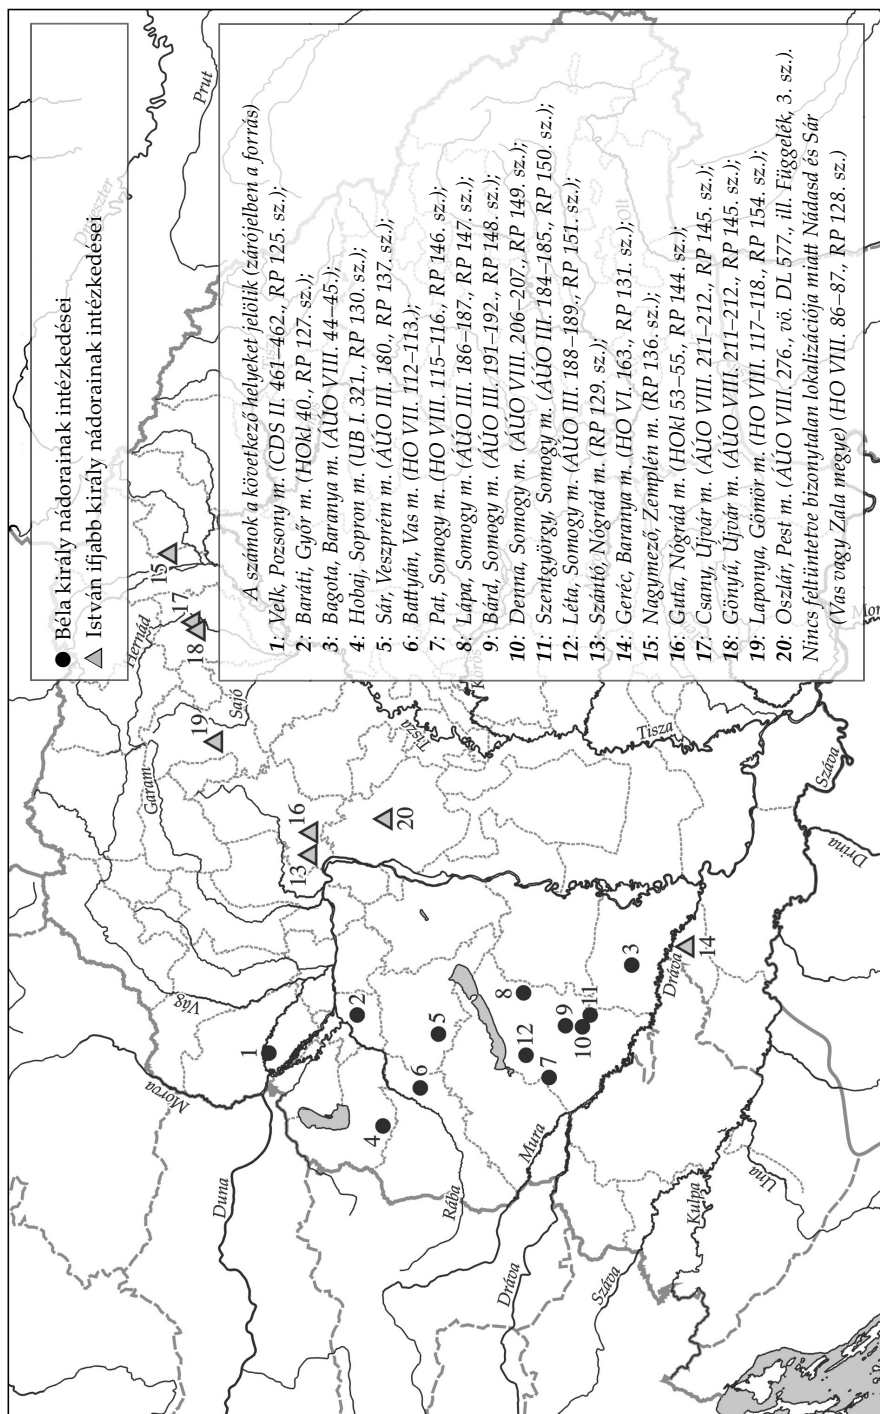 ● Béla király nádorainak intézkedései
▲ István ifjabb király nádorainak intézkedései
A számok a következő helyeket jelölik (zárójelben a forrás)
1: Velk, Pozsony m. (CDS II. 461–462., RP 125. sz.);
2: Baráti, Győr m. (HOkl 40., RP 127. sz.);
3: Bagota, Baranya m. (ÁÚO VIII. 44–45.);
4: Hobaj, Sopron m. (UB I. 321., RP 130. sz.);
5: Sár, Veszprém m. (ÁÚO III. 180., RP 137. sz.);
6: Battyán, Vas m. (HO VII. 112–113.);
7: Pat, Somogy m. (HO VIII. 115–116., RP 146. sz.);
8: Lápa, Somogy m. (ÁÚO III. 186–187., RP 147. sz.);
9: Bárd, Somogy m. (ÁÚO III. 191–192., RP 148. sz.);
10: Denna, Somogy m. (ÁÚO VIII. 206–207., RP 149. sz.);
11: Szentgyörgy, Somogy m. (ÁÚO III. 184–185., RP 150. sz.);
12: Léta, Somogy m. (ÁÚO III. 188–189., RP 151. sz.);
13: Szántó, Nógrád m. (RP 129. sz.);
14: Geréc, Baranya m. (HO VI. 163., RP 131. sz.);
15: Nagymező, Zemplén m. (RP 136. sz.);
16: Guta, Nógrád m. (HOkl 53–55., RP 144. sz.);
17: Csany, Újvár m. (ÁÚO VIII. 211–212., RP 145. sz.);
18: Gönyű, Újvár m. (ÁÚO VIII. 211–212., RP 145. sz.);
19: Laponya, Gömör m. (HO VIII. 117–118., RP 154. sz.);
20: Oszlár, Pest m. (ÁÚO VIII. 276., vö. DL 577., ill. Függelék, 3. sz.).
Nincs feltüntetve bizonytalan lokalizációja miatt Nádasd és Sár
(Vas vagy Zala megye) (HO VIII. 86–87., RP 128. sz.)
Prut
Dnyeszter
Olt
Hernád
Sajó
Garam
Vág
Morva
Duna
Rába
Mura
Dráva
Dráva
Száva
Kulpa
Una
Drina
Száva
Tisza
Tisza
Körös
1
2
3
4
5
6
7
8
9
10
11
12
13
14
15
16
17
18
19
20